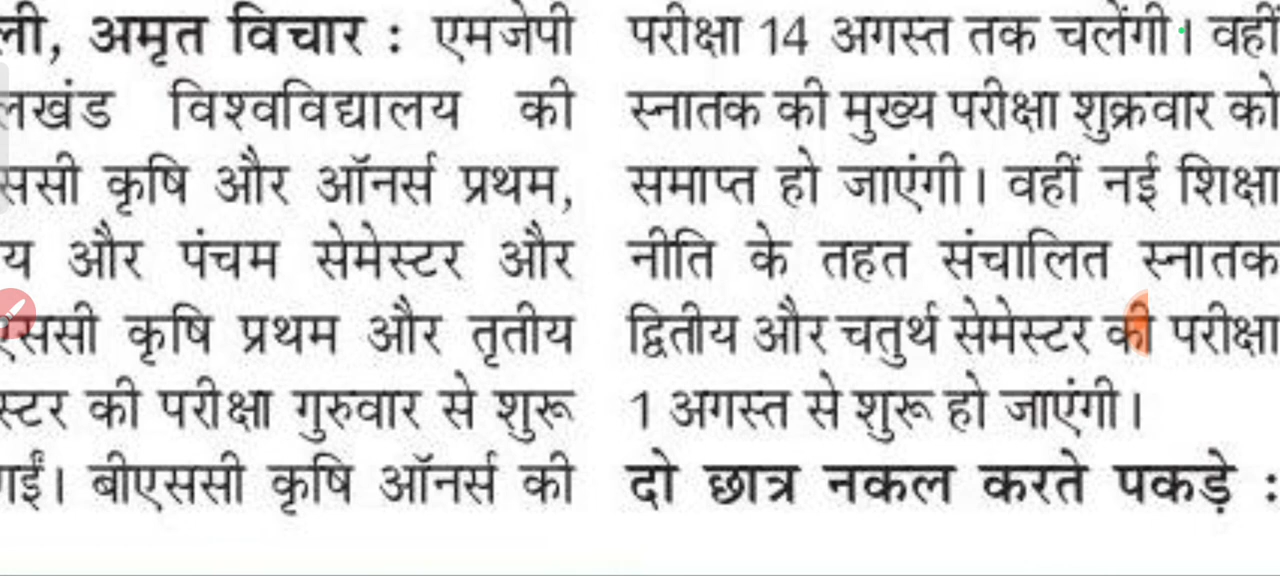 ली, अमृत विचार : एमजेपी
लखंड विश्वविद्यालय की
ससी कृषि और ऑनर्स प्रथम,
य और पंचम सेमेस्टर और
एससी कृषि प्रथम और तृतीय
स्टर की परीक्षा गुरुवार से शुरू
गईं। बीएससी कृषि ऑनर्स की
परीक्षा 14 अगस्त तक चलेंगी। वहीं
स्नातक की मुख्य परीक्षा शुक्रवार को
समाप्त हो जाएंगी। वहीं नई शिक्षा
नीति के तहत संचालित स्नातक
द्वितीय और चतुर्थ सेमेस्टर की परीक्षा
1 अगस्त से शुरू हो जाएंगी।
दो छात्र नकल करते पकड़े :